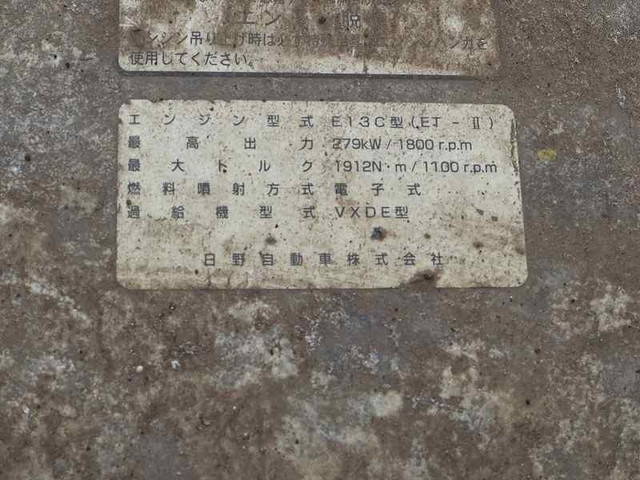 エンジン吊り上げ時は
を
使用してください。
エンジン型式 E13C型(ET-Ⅱ)
最高出力 279kW/1800r.p.m
最大トルク 1912N・m/1100r.p.m
燃料噴射方式 電子式
過給機型式 VXDE型
日野自動車株式会社